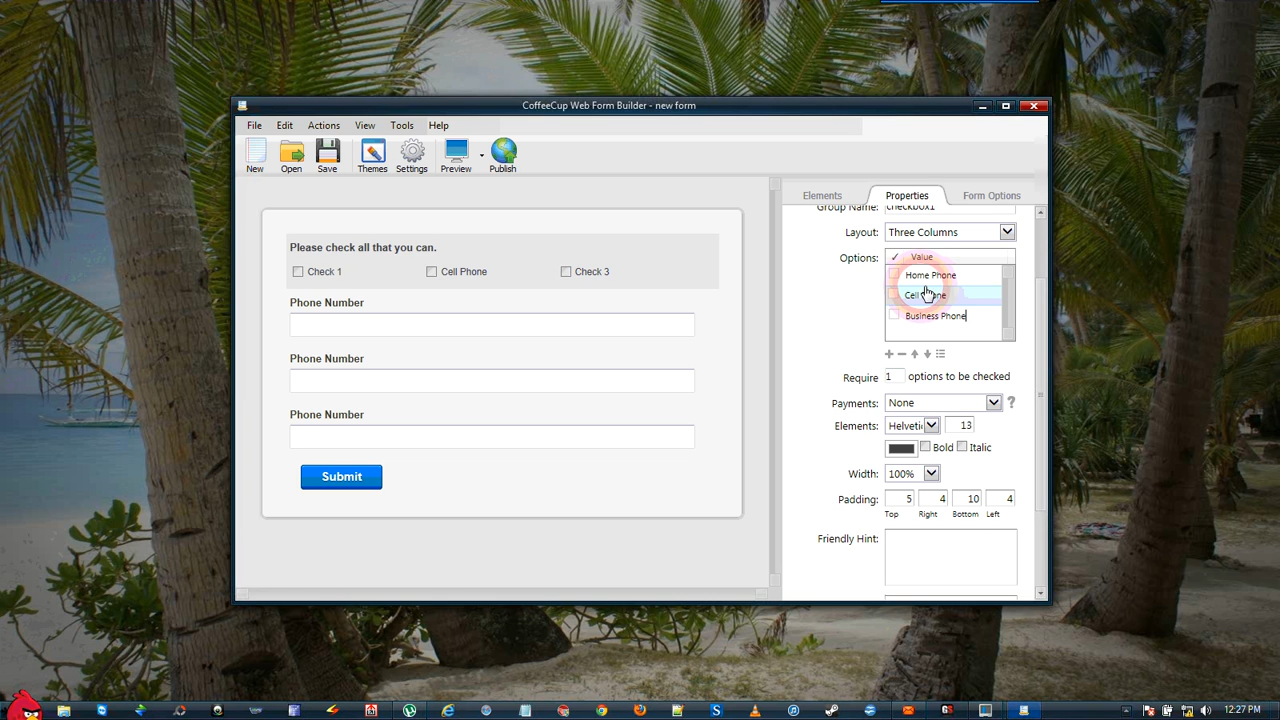 CoffeeCup Web Form Builder - new form
File Edit Actions View Tools Help
New Open Save Themes Settings Preview Publish
Elements Properties Form Options
Group Name: checkbox1
Layout: Three Columns
Options: ✓ Value
Home Phone
Cell Phone
Business Phone
Require 1 options to be checked
Payments: None ?
Elements: Helveti 13
Bold Italic
Width: 100%
Padding: 5 4 10 4
Top Right Bottom Left
Friendly Hint:
Please check all that you can.
Check 1 Cell Phone Check 3
Phone Number
Phone Number
Phone Number
Submit
12:27 PM